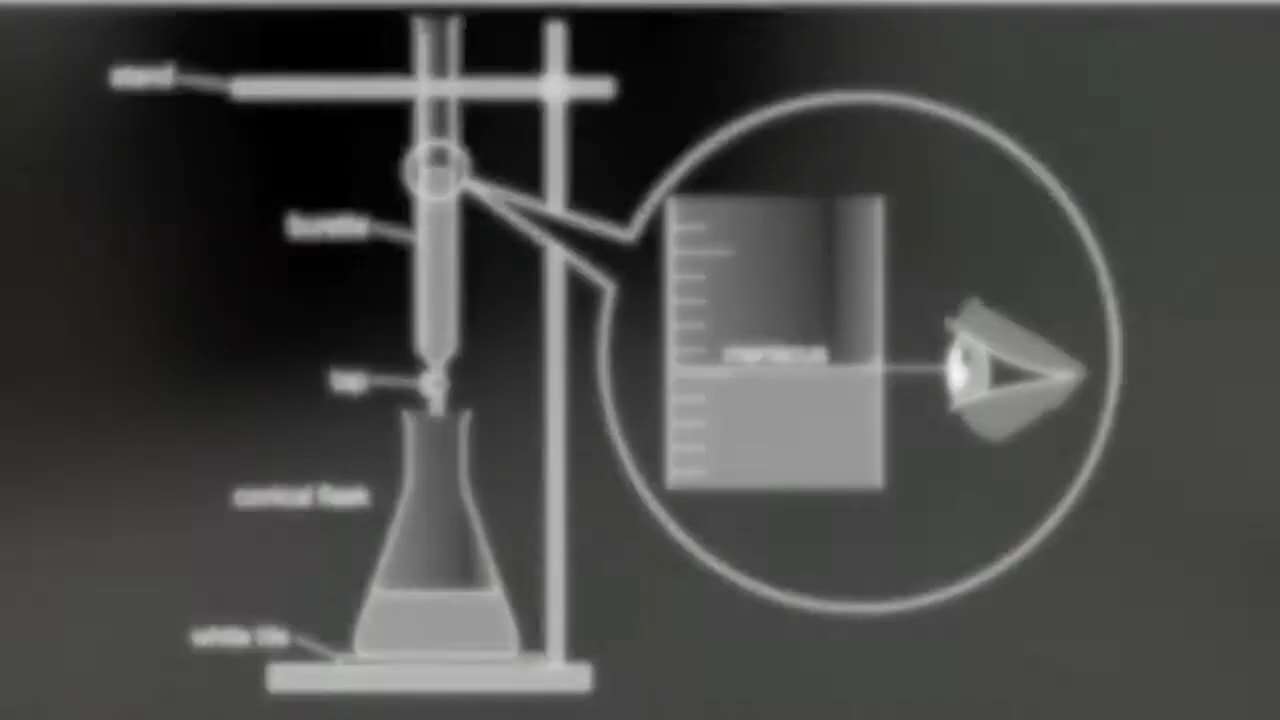 stand
burette
tap
meniscus
conical flask
white tile